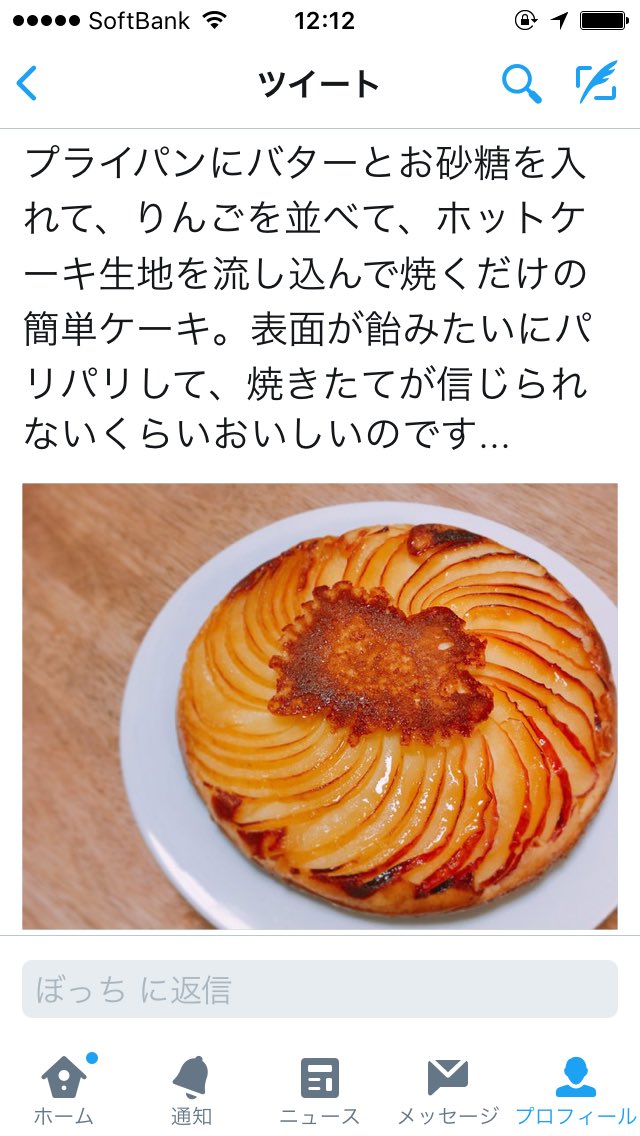 SoftBank 12:12
ツイート
プライパンにバターとお砂糖を入
れて、りんごを並べて、ホットケ
ーキ生地を流し込んで焼くだけの
簡単ケーキ。表面が飴みたいにパ
リパリして、焼きたてが信じられ
ないくらいおいしいのです...
ぼっち に返信
ホーム 通知 ニュース メッセージ プロフィール